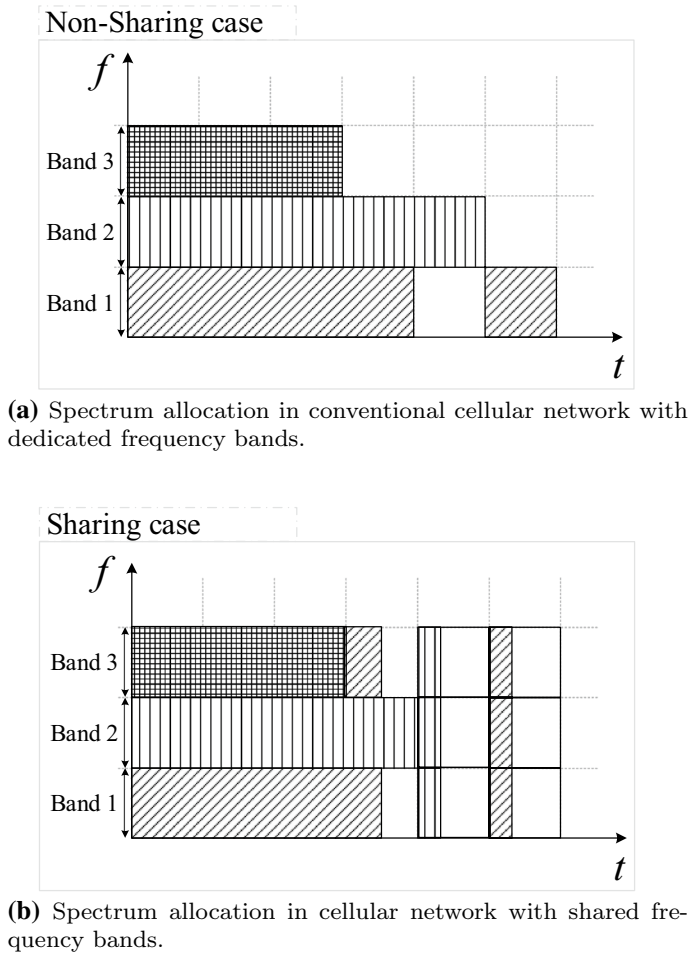 Non-Sharing case
f
Band 3
Band 2
Band 1
t
(a) Spectrum allocation in conventional cellular network with
dedicated frequency bands.
Sharing case
f
Band 3
Band 2
Band 1
t
(b) Spectrum allocation in cellular network with shared fre-
quency bands.